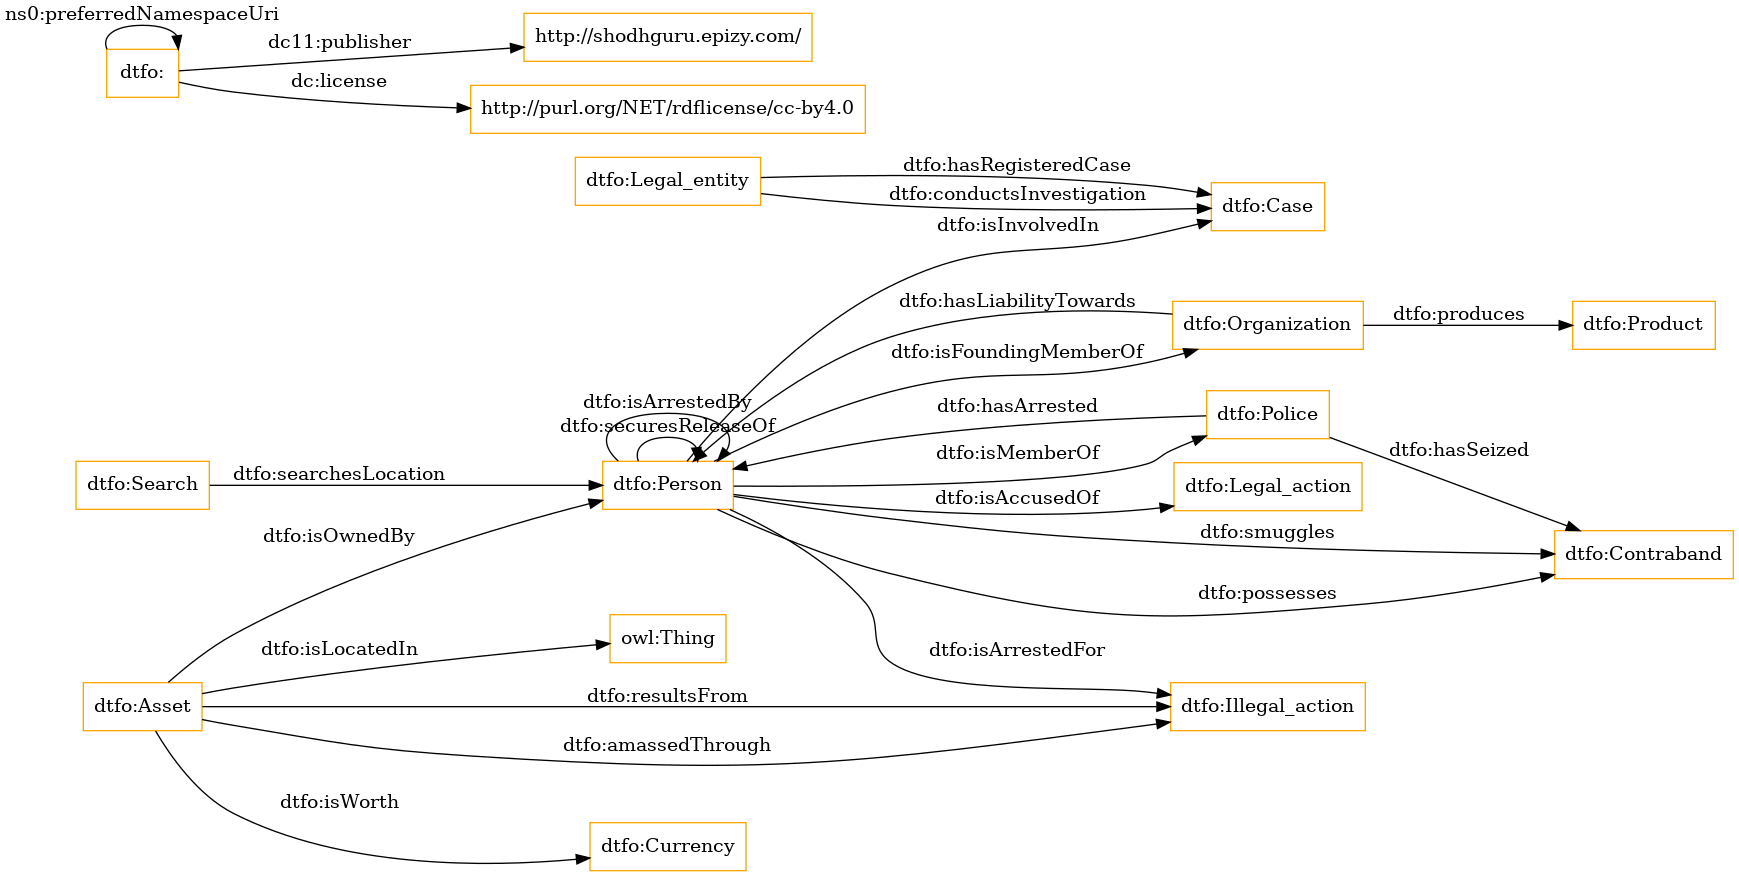 ns0:preferredNamespaceUri
dc11:publisher
http://shodhguru.epizy.com/
dtfo:
dc:license
http://purl.org/NET/rdflicense/cc-by4.0
dtfo:hasRegisteredCase
dtfo:Legal_entity
dtfo:conductsInvestigation
dtfo:Case
dtfo:isInvolvedIn
dtfo:hasLiabilityTowards
dtfo:produces
dtfo:Organization
dtfo:Product
dtfo:isFoundingMemberOf
dtfo:isArrestedBy
dtfo:hasArrested
dtfo:Police
dtfo:securesReleaseOf
dtfo:hasSeized
dtfo:isMemberOf
dtfo:searchesLocation
dtfo:Search
dtfo:Person
dtfo:Legal_action
dtfo:isAccusedOf
dtfo:smuggles
dtfo:isOwnedBy
dtfo:Contraband
dtfo:possesses
owl:Thing
dtfo:isLocatedIn
dtfo:isArrestedFor
dtfo:resultsFrom
dtfo:Asset
dtfo:Illegal_action
dtfo:amassedThrough
dtfo:isWorth
dtfo:Currency